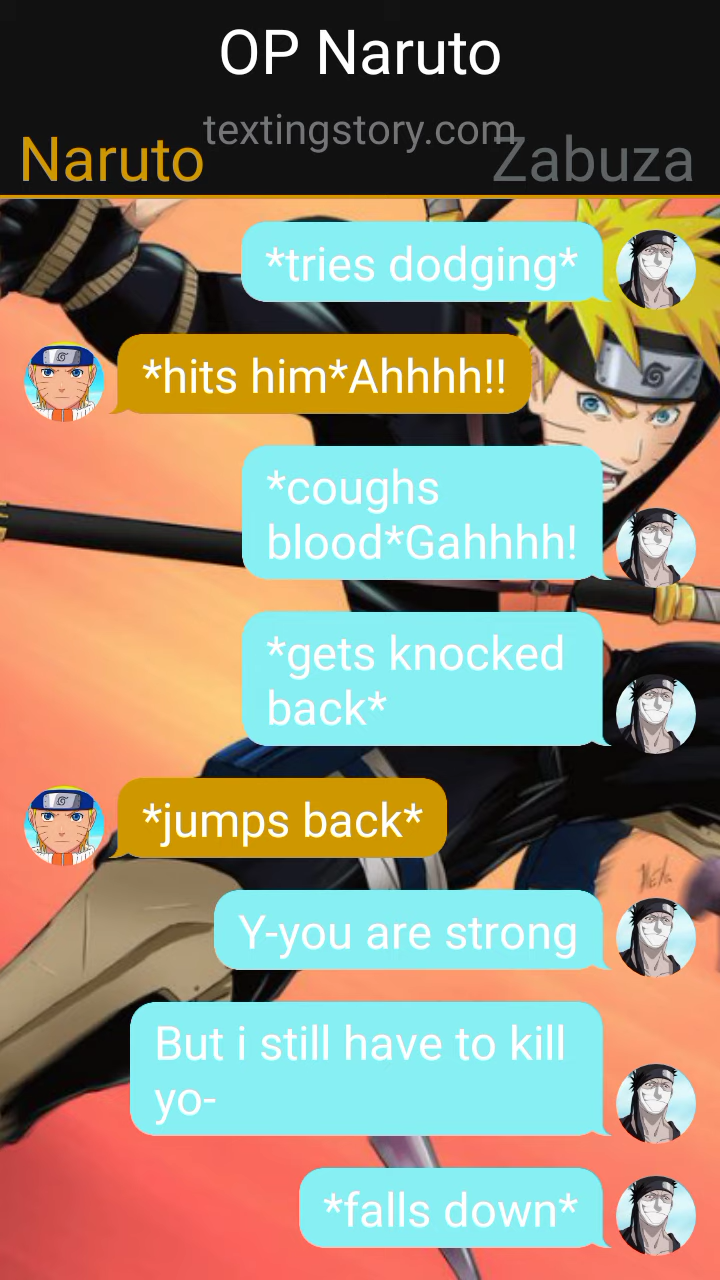 OP Naruto
textingstory.com
Naruto
Zabuza
*tries dodging*
*hits him*Ahhhh!!
*coughs
blood*Gahhhh!
*gets knocked
back*
*jumps back*
Y-you are strong
But i still have to kill
yo-
*falls down*